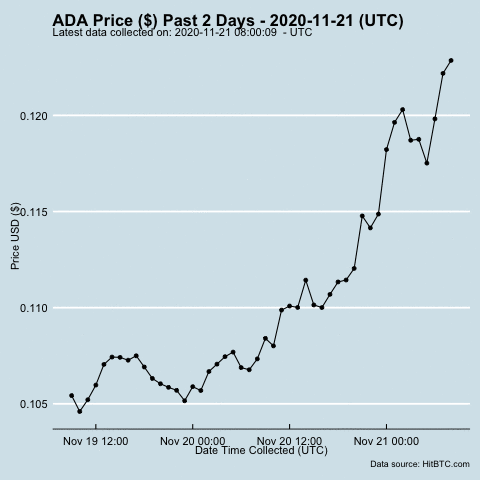 ADA Price ($) Past 2 Days - 2020-11-21 (UTC)
Latest data collected on: 2020-11-21 08:00:09 - UTC
0.120
0.115
0.110
0.105
Price USD ($)
Nov 19 12:00 Nov 20 00:00 Nov 20 12:00 Nov 21 00:00
Date Time Collected (UTC)
Data source: HitBTC.com